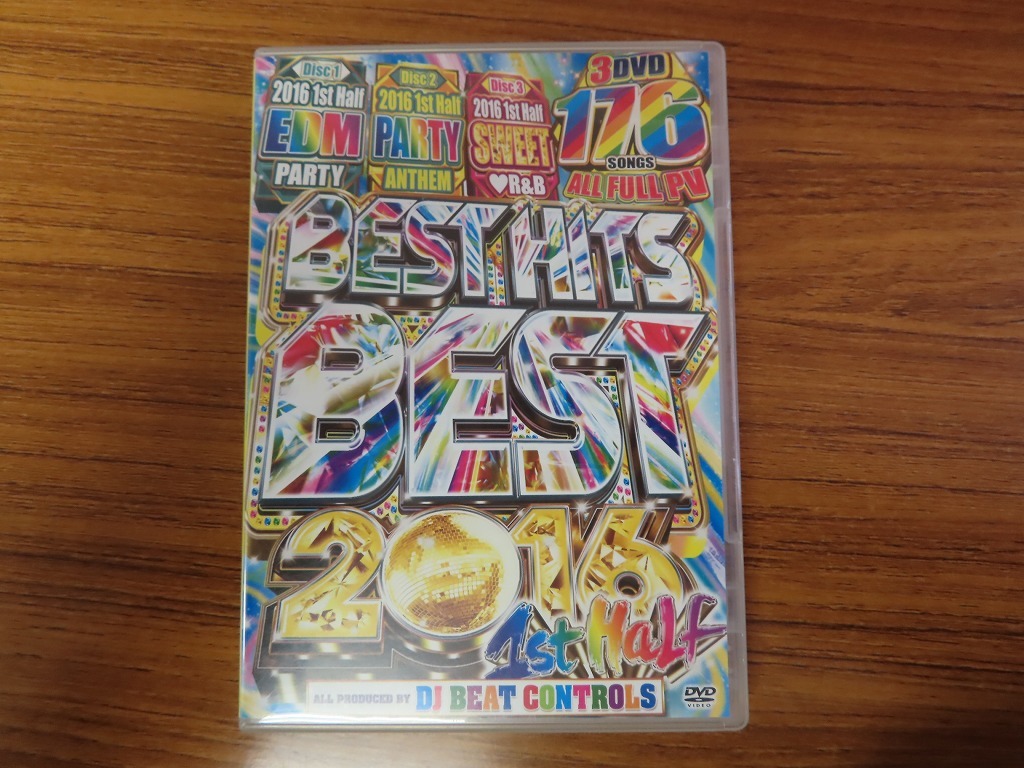 Disc 1
2016 1st Half
EDM
PARTY
Disc 2
2016 1st Half
PARTY
ANTHEM
Disc 3
2016 1st Half
SWEET
♥R&B
3DVD
176
SONGS
ALL FULL PV
BEST HITS
BEST
2016
1st Half
ALL PRODUCED BY DJ BEAT CONTROLS
DVD
VIDEO